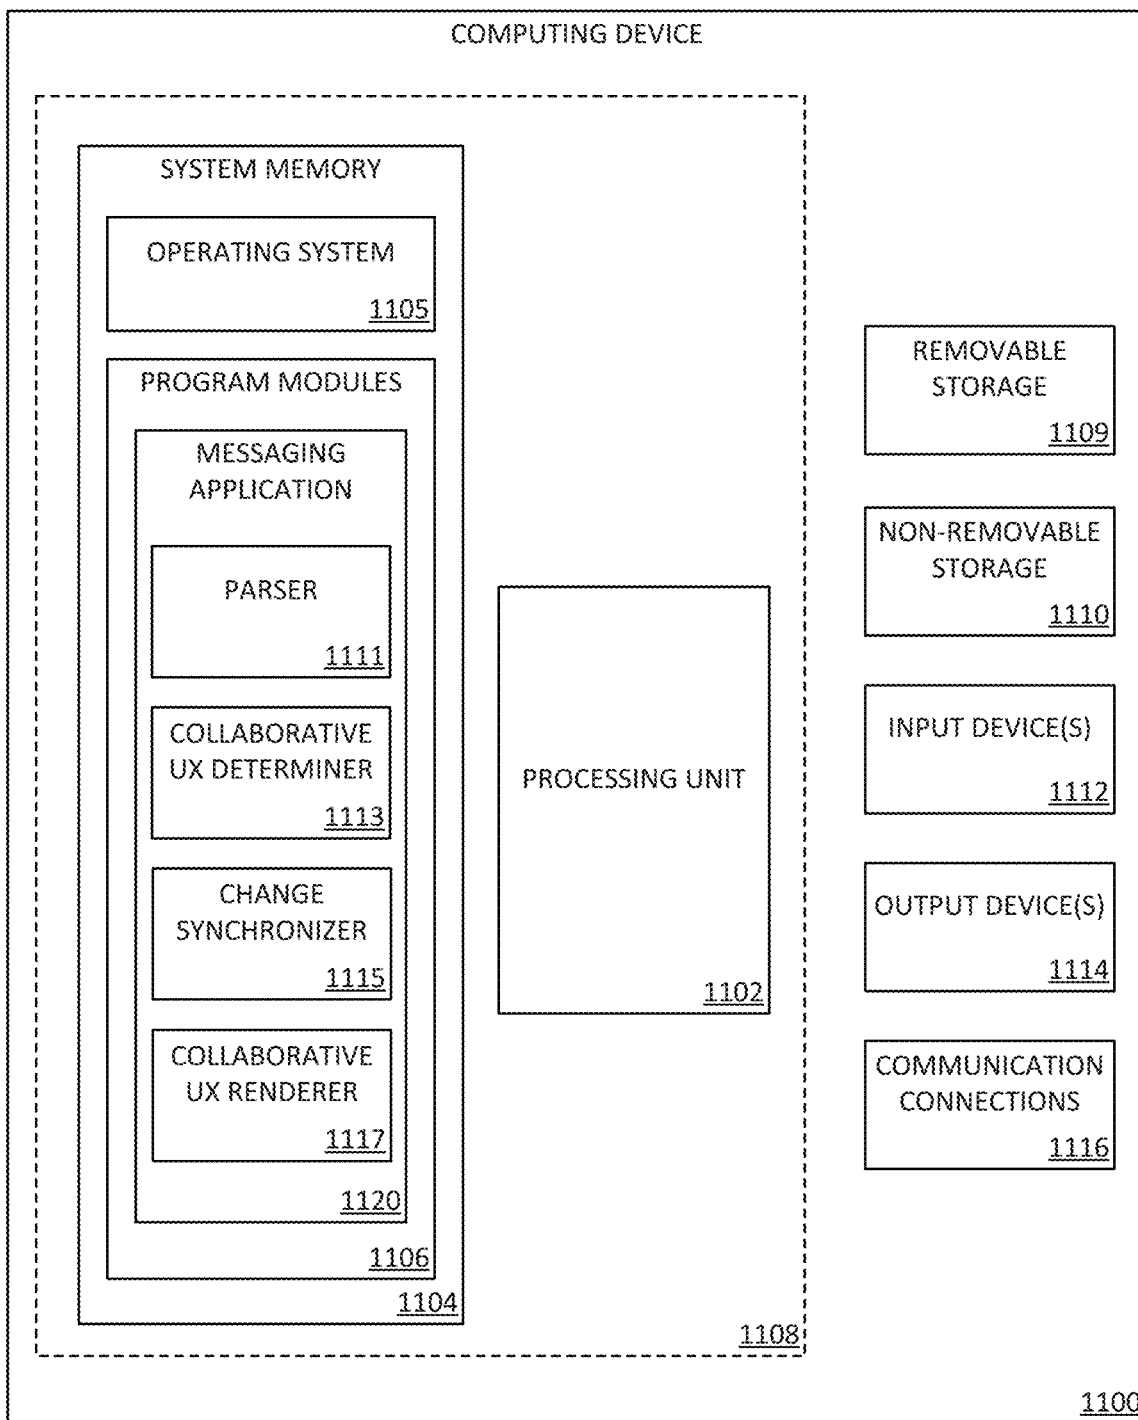 COMPUTING DEVICE
SYSTEM MEMORY
OPERATING SYSTEM
1105
PROGRAM MODULES
MESSAGING
APPLICATION
PARSER
1111
COLLABORATIVE
UX DETERMINER
1113
CHANGE
SYNCHRONIZER
1115
COLLABORATIVE
UX RENDERER
1117
1120
1106
1104
PROCESSING UNIT
1102
1108
REMOVABLE
STORAGE
1109
NON-REMOVABLE
STORAGE
1110
INPUT DEVICE(S)
1112
OUTPUT DEVICE(S)
1114
COMMUNICATION
CONNECTIONS
1116
1100